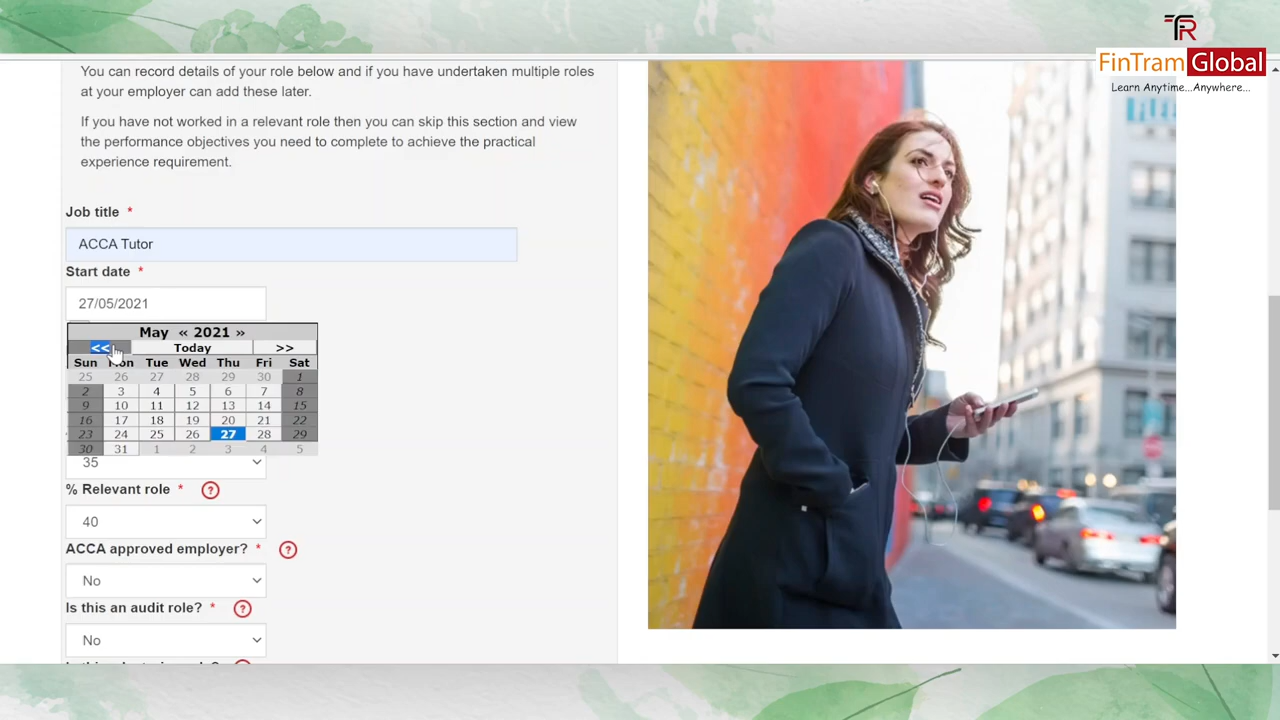 TR
FinTram Global
Learn Anytime...Anywhere...
You can record details of your role below and if you have undertaken multiple roles
at your employer can add these later.
If you have not worked in a relevant role then you can skip this section and view
the performance objectives you need to complete to achieve the practical
experience requirement.
Job title *
ACCA Tutor
Start date *
27/05/2021
May « 2021 »
<< Today >>
Sun Mon Tue Wed Thu Fri Sat
25 26 27 28 29 30 1
2 3 4 5 6 7 8
9 10 11 12 13 14 15
16 17 18 19 20 21 22
23 24 25 26 27 28 29
30 31 1 2 3 4 5
35
% Relevant role * ?
40
ACCA approved employer? * ?
No
Is this an audit role? * ?
No